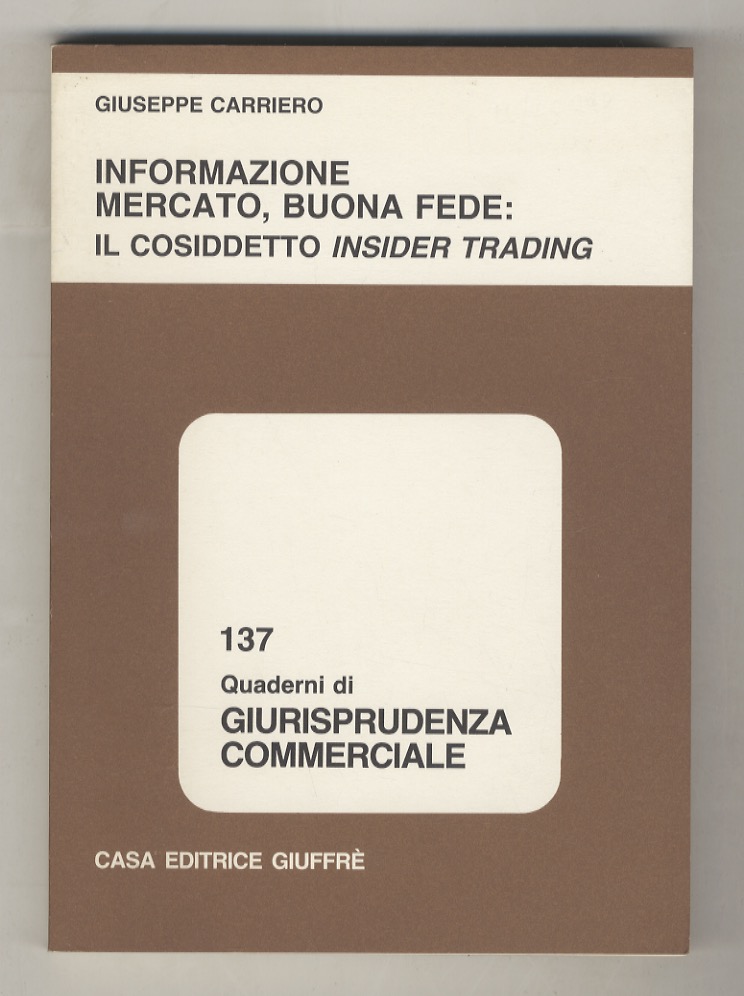 GIUSEPPE CARRIERO
INFORMAZIONE
MERCATO, BUONA FEDE:
IL COSIDDETTO INSIDER TRADING
137
Quaderni di
GIURISPRUDENZA
COMMERCIALE
CASA EDITRICE GIUFFRÈ